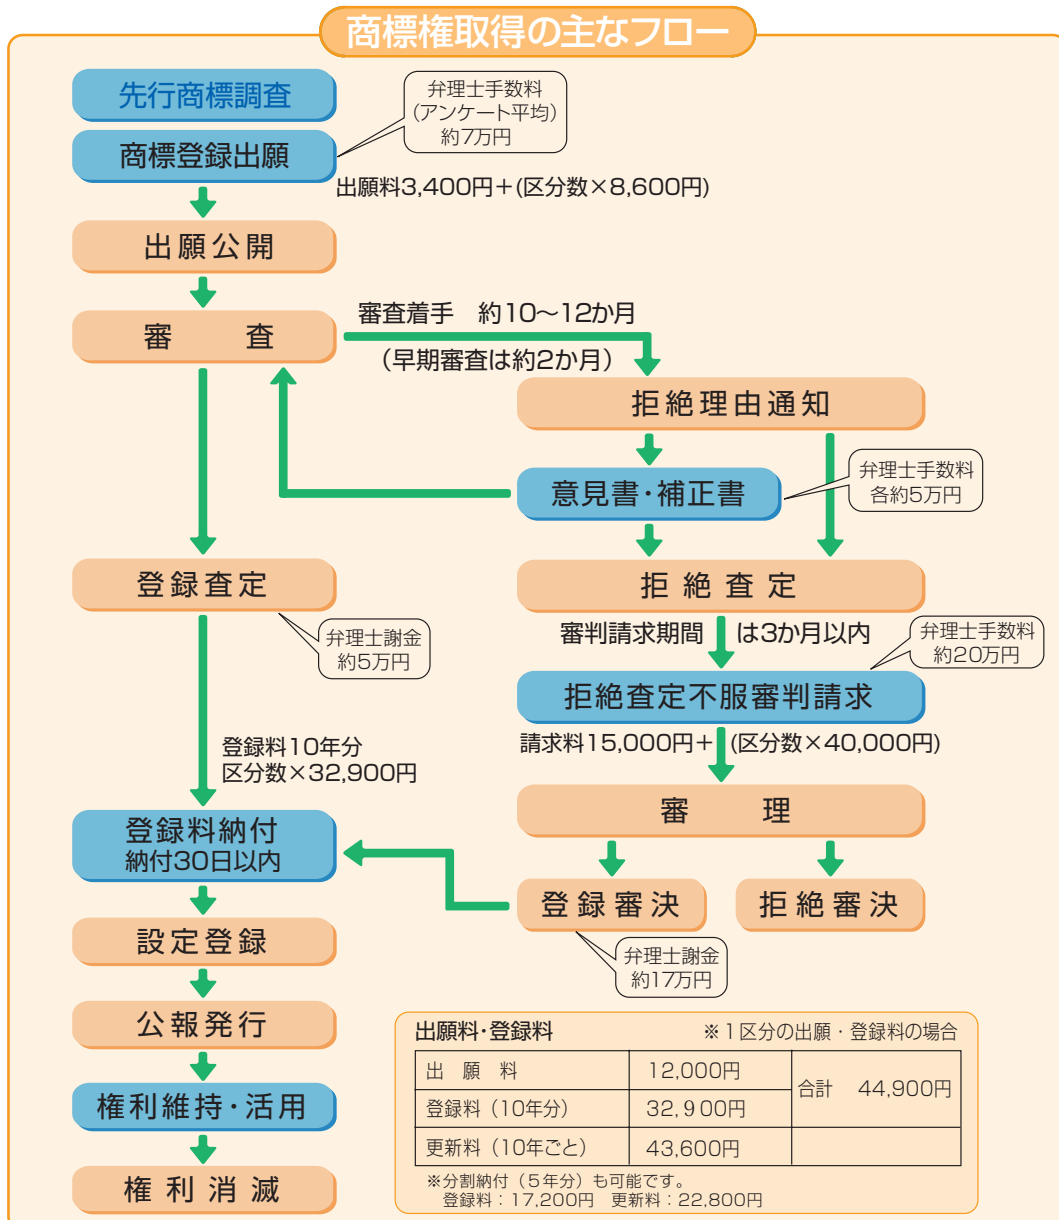 商標権取得の主なフロー
先行商標調査
弁理士手数料
(アンケート平均)
約7万円
商標登録出願
出願料3,400円＋(区分数×8,600円)
出願公開
審　査
審査着手　約10～12か月
（早期審査は約2か月）
拒絶理由通知
意見書・補正書
弁理士手数料
各約5万円
登録査定
弁理士謝金
約5万円
拒絶査定
審判請求期間　は3か月以内
弁理士手数料
約20万円
拒絶査定不服審判請求
請求料15,000円＋　(区分数×40,000円)
登録料10年分
区分数×32,900円
審　理
登録料納付
納付30日以内
登録審決
拒絶審決
弁理士謝金
約17万円
設定登録
公報発行
権利維持・活用
権利消滅
出願料・登録料　※１区分の出願・登録料の場合
出　願　料　12,000円　合計　44,900円
登録料（10年分）　32,900円
更新料（10年ごと）　43,600円
※分割納付（５年分）も可能です。
登録料：17,200円　更新料：22,800円